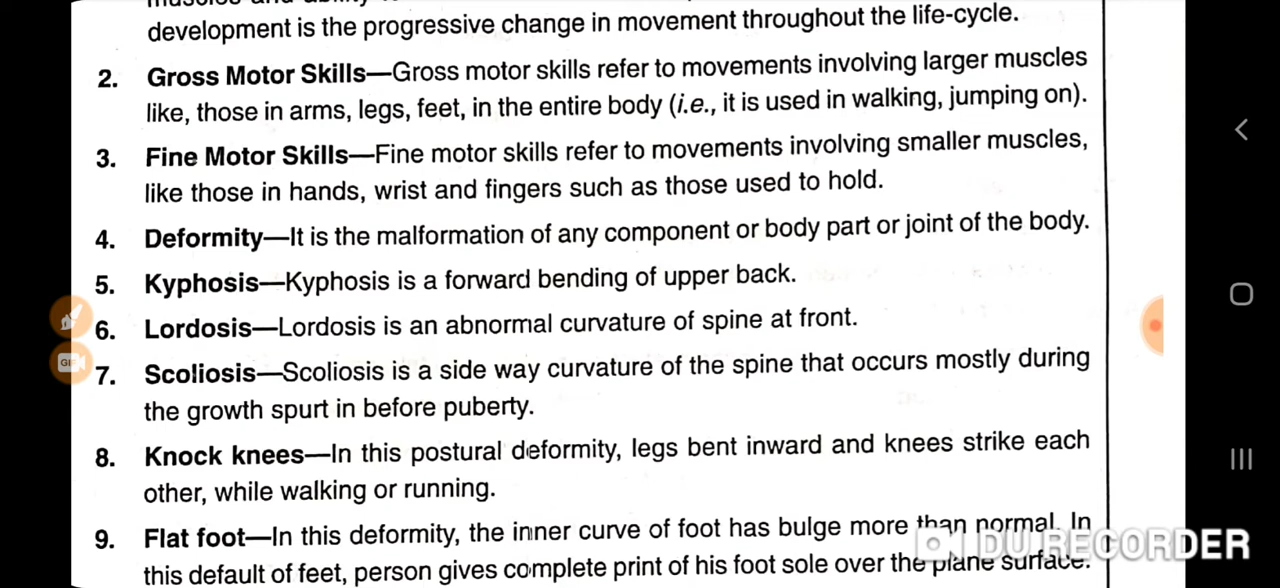 development is the progressive change in movement throughout the life-cycle.
2. Gross Motor Skills—Gross motor skills refer to movements involving larger muscles
like, those in arms, legs, feet, in the entire body (i.e., it is used in walking, jumping on).
3. Fine Motor Skills—Fine motor skills refer to movements involving smaller muscles,
like those in hands, wrist and fingers such as those used to hold.
4. Deformity—It is the malformation of any component or body part or joint of the body.
5. Kyphosis—Kyphosis is a forward bending of upper back.
6. Lordosis—Lordosis is an abnormal curvature of spine at front.
7. Scoliosis—Scoliosis is a side way curvature of the spine that occurs mostly during
the growth spurt in before puberty.
8. Knock knees—In this postural deformity, legs bent inward and knees strike each
other, while walking or running.
9. Flat foot—In this deformity, the inner curve of foot has bulge more than normal. In
this default of feet, person gives complete print of his foot sole over the plane surface.
DU RECORDER